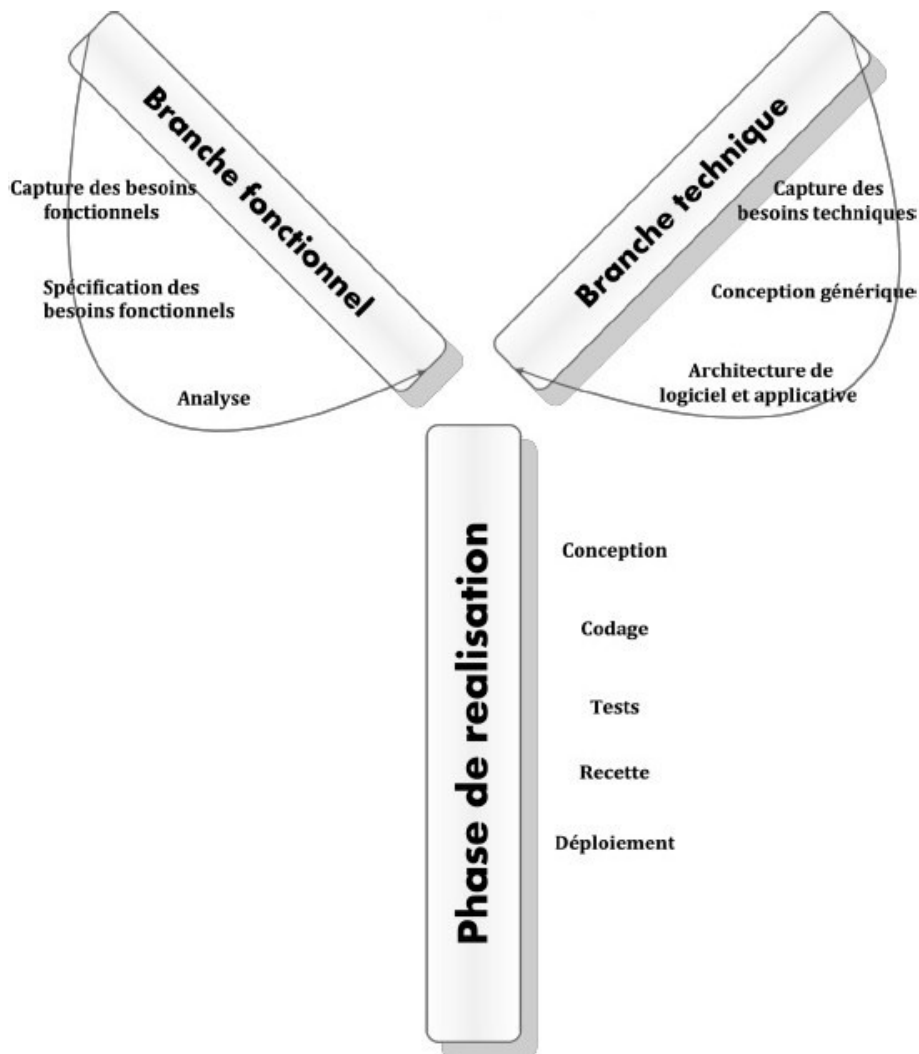 Branche fonctionnel
Capture des besoins
fonctionnels
Spécification des
besoins fonctionnels
Analyse
Branche technique
Capture des
besoins techniques
Conception générique
Architecture de
logiciel et applicative
Phase de realisation
Conception
Codage
Tests
Recette
Déploiement